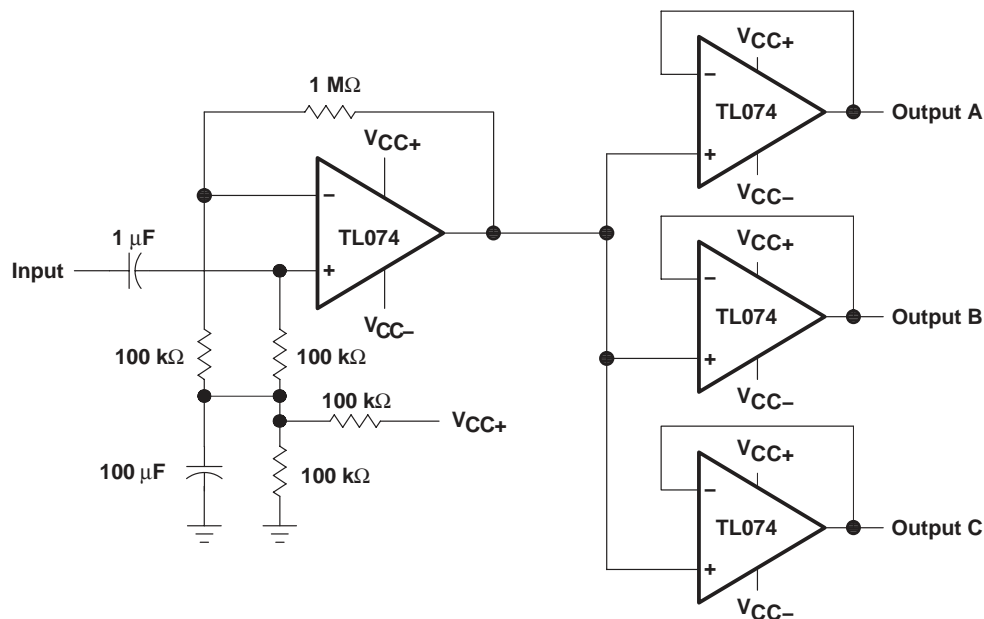 VCC+
TL074
Output A
VCC−
1 MΩ
VCC+
TL074
VCC−
1 μF
Input
100 kΩ
100 kΩ
100 kΩ
VCC+
100 μF
100 kΩ
VCC+
TL074
Output B
VCC−
VCC+
TL074
Output C
VCC−